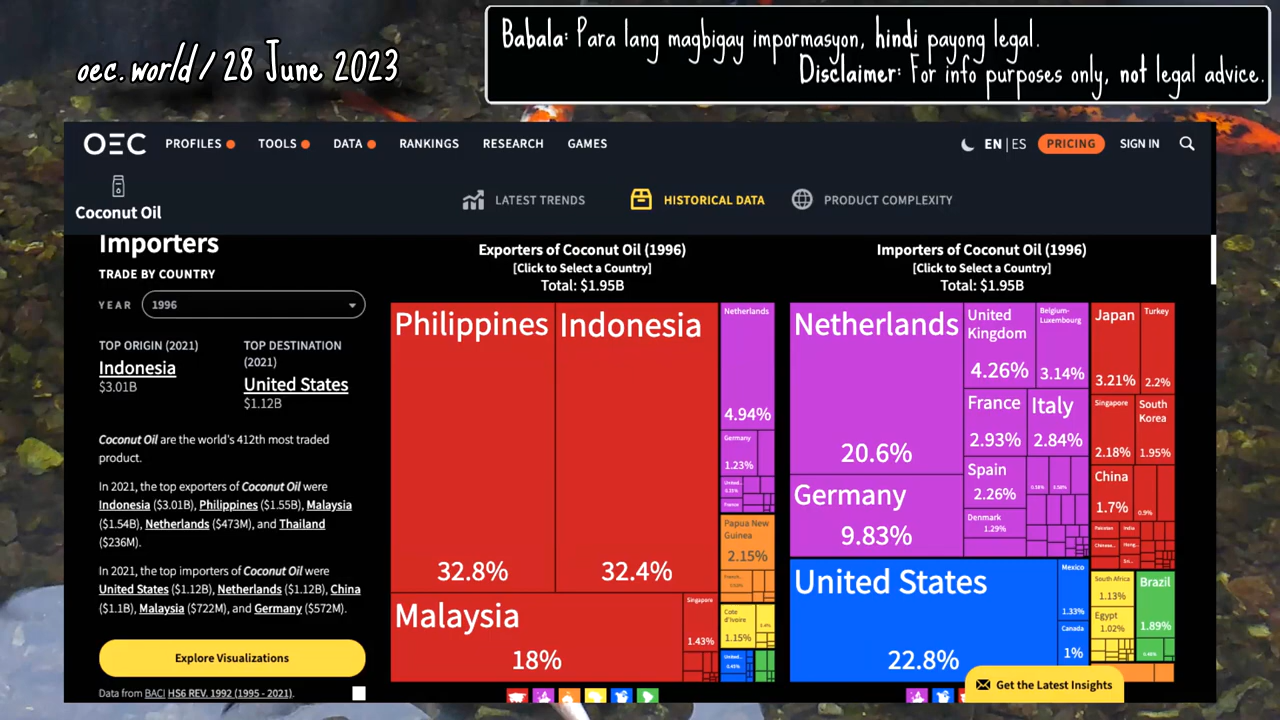 oec.world / 28 June 2023
Babala: Para lang magbigay impormasyon, hindi payong legal.
Disclaimer: For info purposes only, not legal advice.
OEC PROFILES TOOLS DATA RANKINGS RESEARCH GAMES EN | ES PRICING SIGN IN
Coconut Oil
LATEST TRENDS HISTORICAL DATA PRODUCT COMPLEXITY
Importers
TRADE BY COUNTRY
YEAR 1996
TOP ORIGIN (2021)
Indonesia
$3.01B
TOP DESTINATION
(2021)
United States
$1.12B
Coconut Oil are the world's 412th most traded
product.
In 2021, the top exporters of Coconut Oil were
Indonesia ($3.01B), Philippines ($1.55B), Malaysia
($1.54B), Netherlands ($473M), and Thailand
($236M).
In 2021, the top importers of Coconut Oil were
United States ($1.12B), Netherlands ($1.12B), China
($1.1B), Malaysia ($722M), and Germany ($572M).
Explore Visualizations
Data from BACI HS6 REV. 1992 (1995 - 2021).
Exporters of Coconut Oil (1996)
[Click to Select a Country]
Total: $1.95B
Philippines
32.8%
Indonesia
32.4%
Malaysia
18%
Singapore
1.43%
Netherlands
4.94%
Germany
1.23%
Papua New
Guinea
2.15%
Cote
d'Ivoire
1.15%
Importers of Coconut Oil (1996)
[Click to Select a Country]
Total: $1.95B
Netherlands
20.6%
Germany
9.83%
United
Kingdom
4.26%
Belgium-
Luxembourg
3.14%
France
2.93%
Italy
2.84%
Spain
2.26%
Denmark
1.29%
United States
22.8%
Mexico
1.33%
Canada
1%
Japan
3.21%
Turkey
2.2%
Singapore
2.18%
South
Korea
1.95%
China
1.7%
0.9%
Pakistan
India
South Africa
1.13%
Egypt
1.02%
Brazil
1.89%
Get the Latest Insights